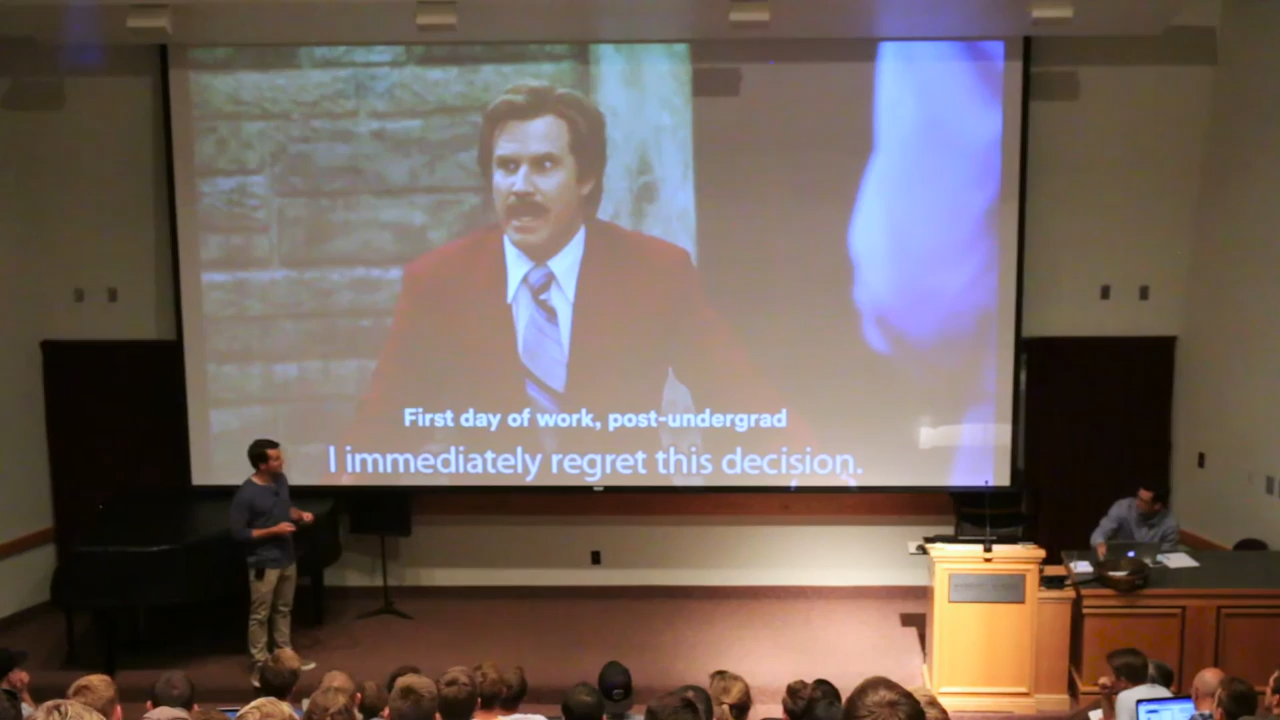 First day of work, post-undergrad
I immediately regret this decision.